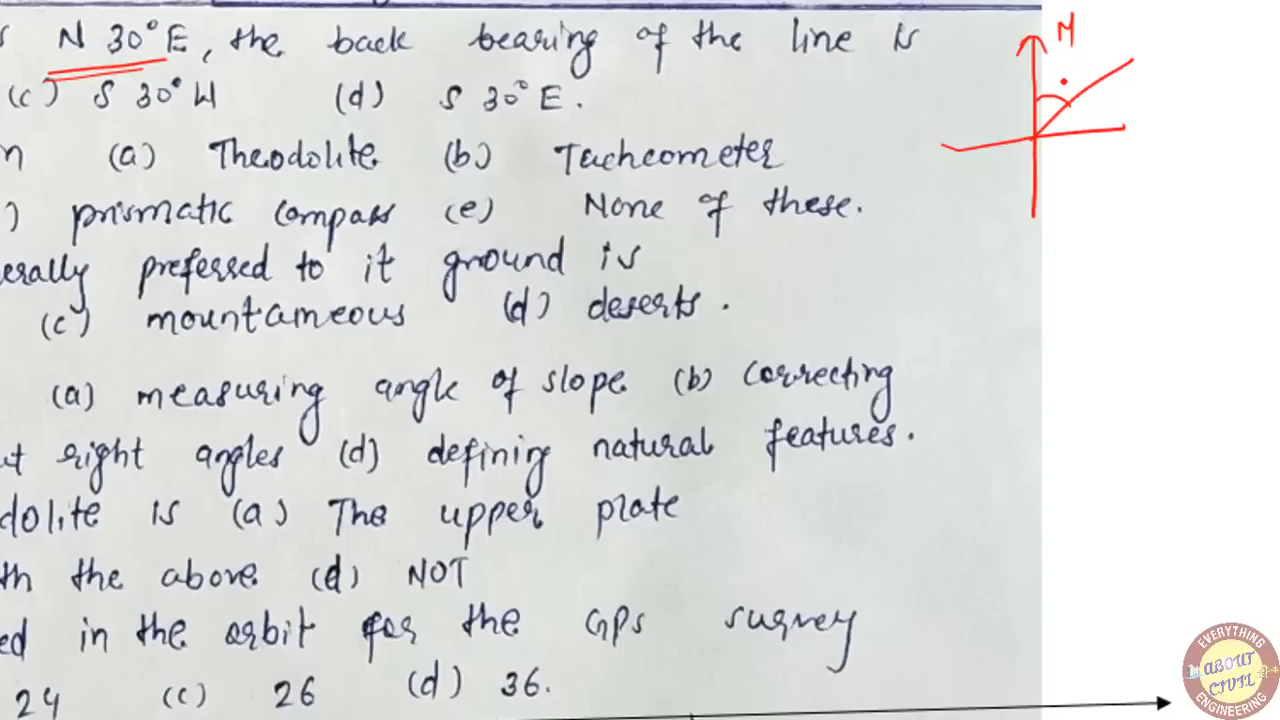 N 30° E, the back bearing of the line is
(c) S 30° W (d) S 30° E.
(a) Theodolite (b) Tacheometer
) prismatic compass (e) None of these.
erally preferred to it ground is
(c) mountameous (d) deserts.
(a) measuring angle of slope (b) correcting
ut right angles (d) defining natural features.
dolite is (a) The upper plate
th the above (d) NOT
ed in the orbit for the GPS survey
24 (c) 26 (d) 36.
N
EVERYTHING
ABOUT
CIVIL
ENGINEERING